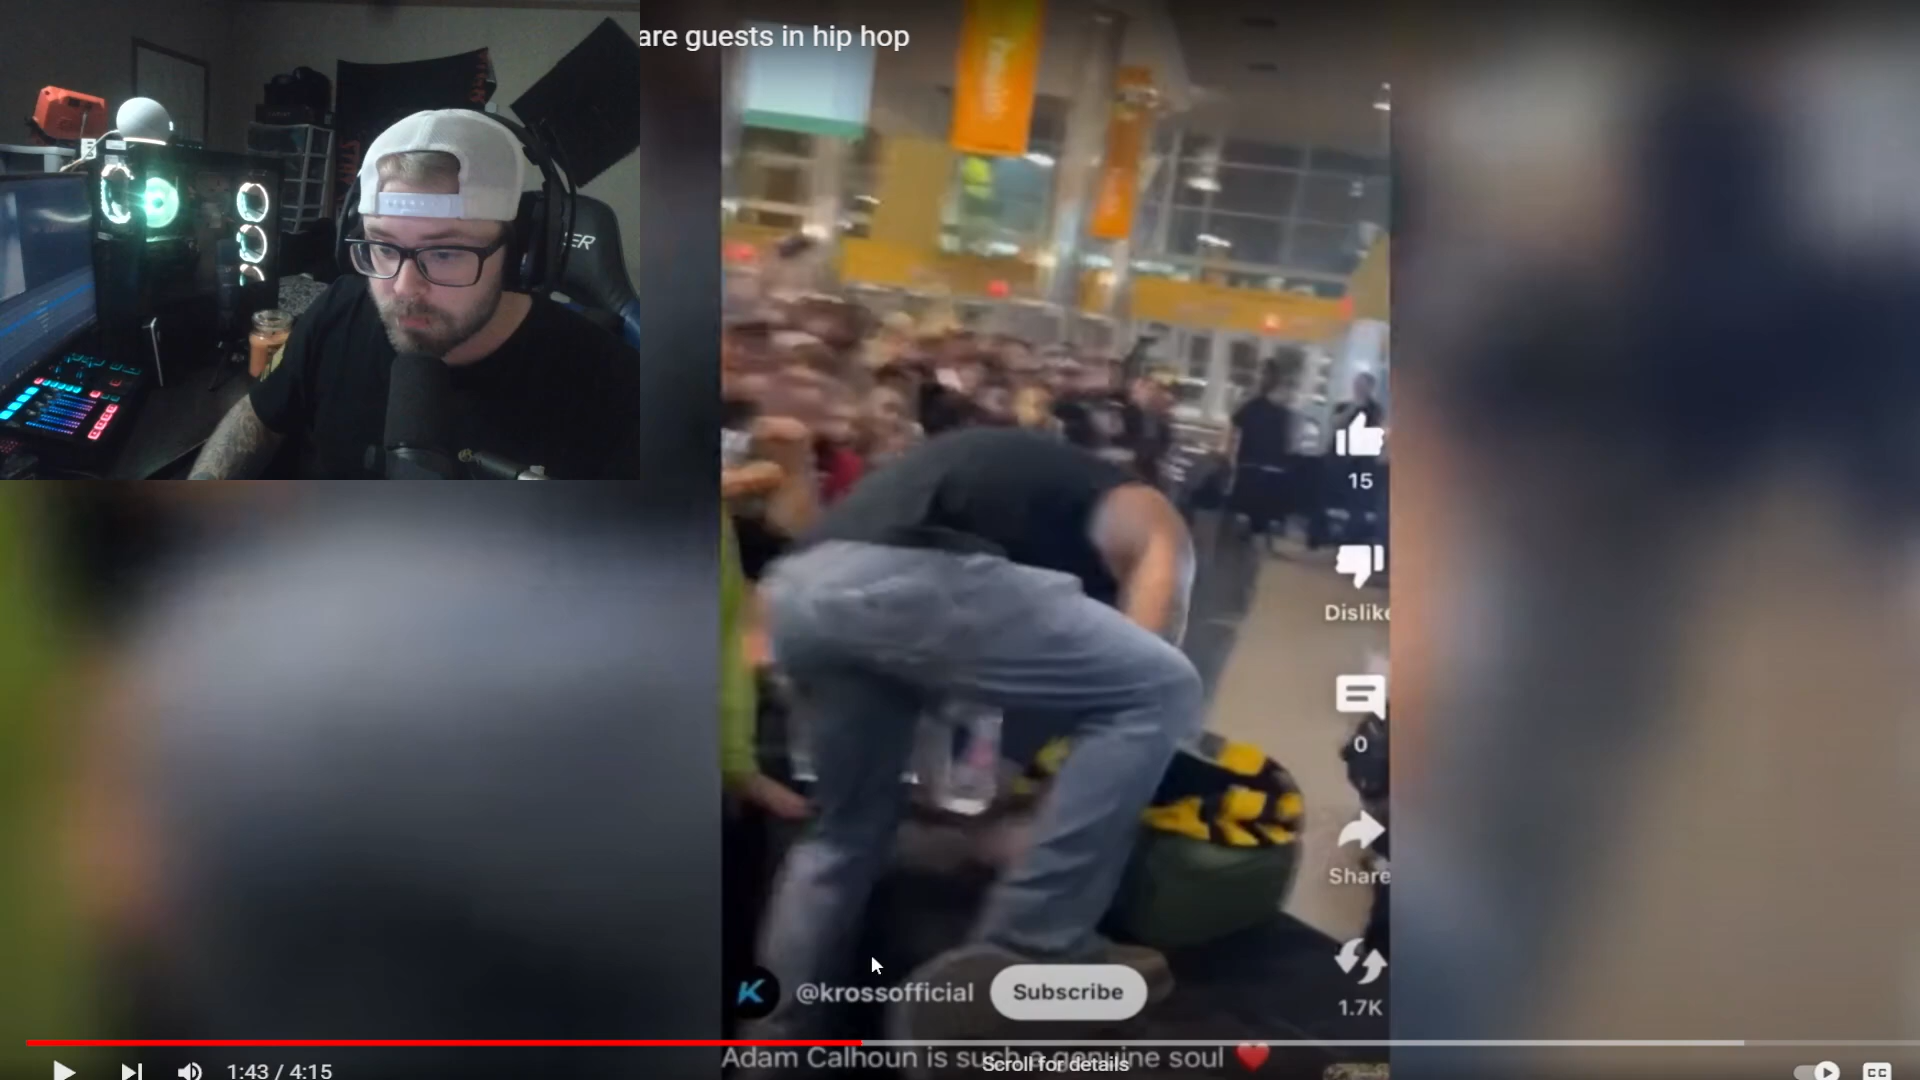 are guests in hip hop
15
Dislike
0
Share
@krossofficial
Subscribe
1.7K
Adam Calhoun is such a genuine soul ❤️
Scroll for details
1:43 / 4:15
CC